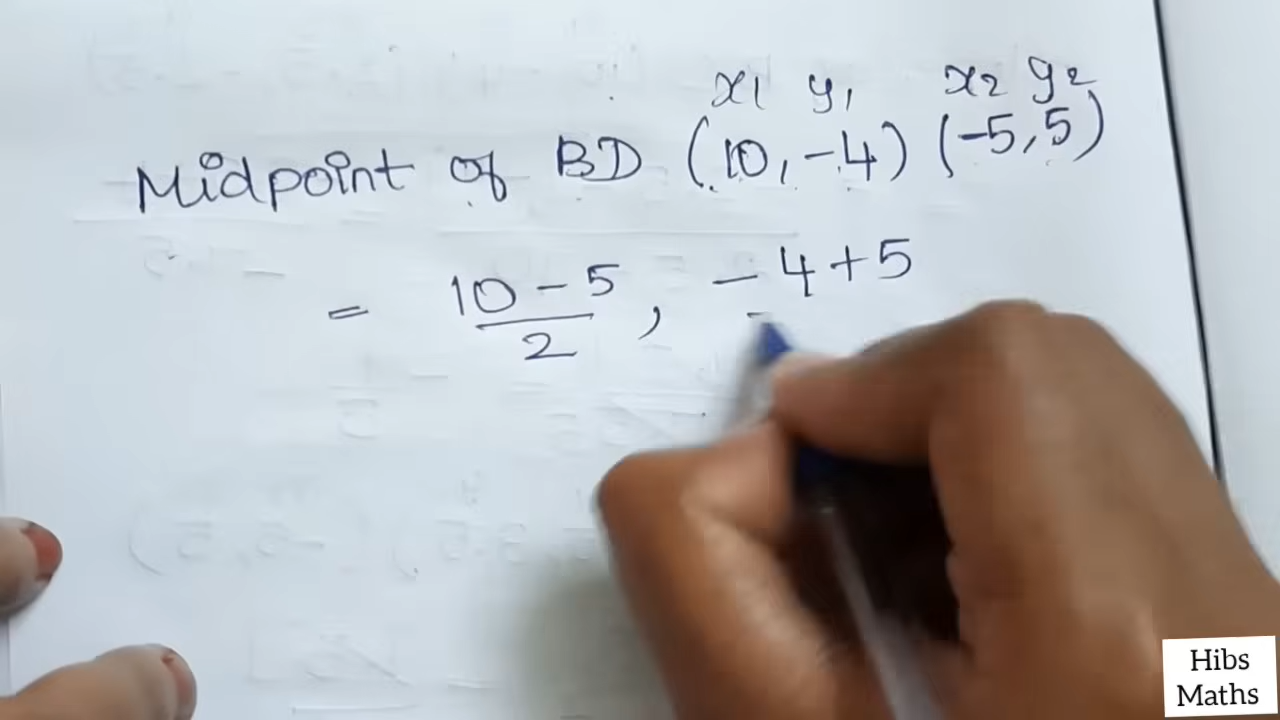 x1 y1 x2 y2
Midpoint of BD (10, -4) (-5, 5)
= 10 - 5 / 2 , - 4 + 5
Hibs
Maths